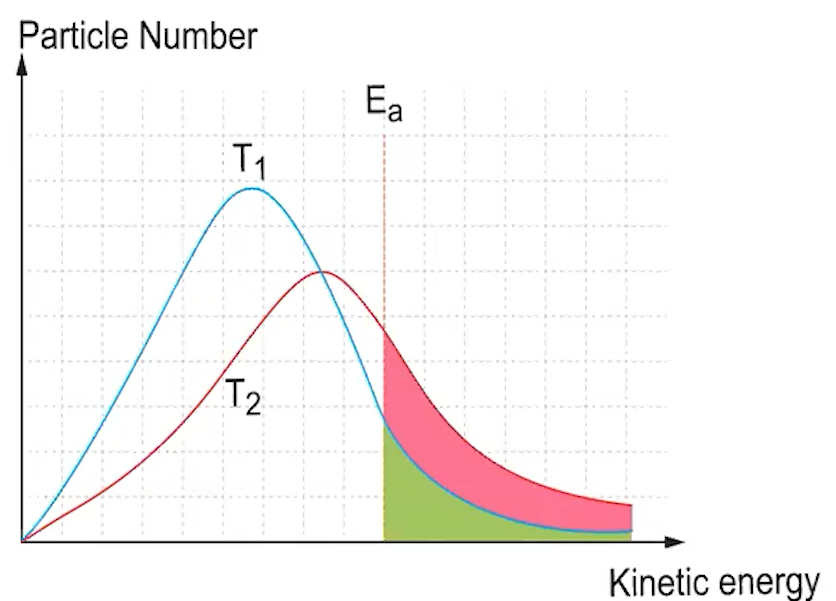 Particle Number
Eₐ
T₁
T₂
Kinetic energy